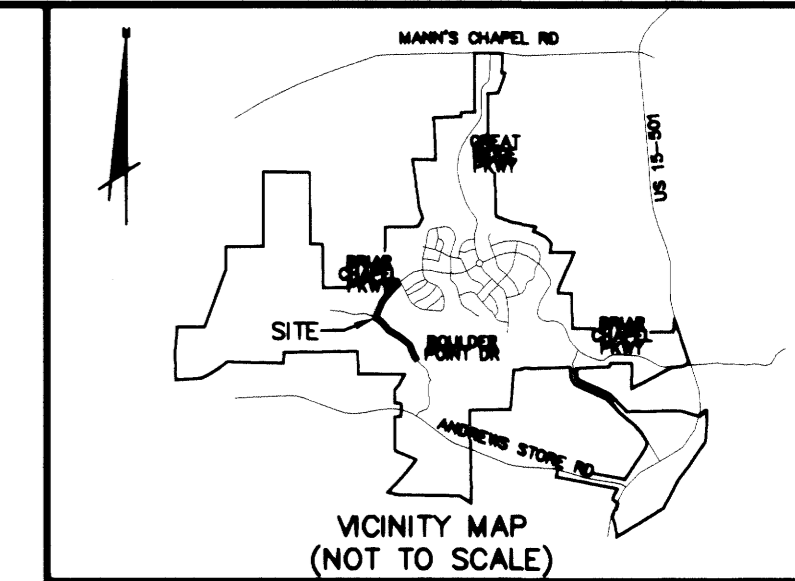 MANN'S CHAPEL RD
US 15-501
GREAT
RIDGE
PKWY
BRIAR
CHAPEL
PKWY
SITE
BOULDER
POINT DR
BRIAR
CHAPEL
PKWY
ANDREWS STORE RD
VICINITY MAP
(NOT TO SCALE)